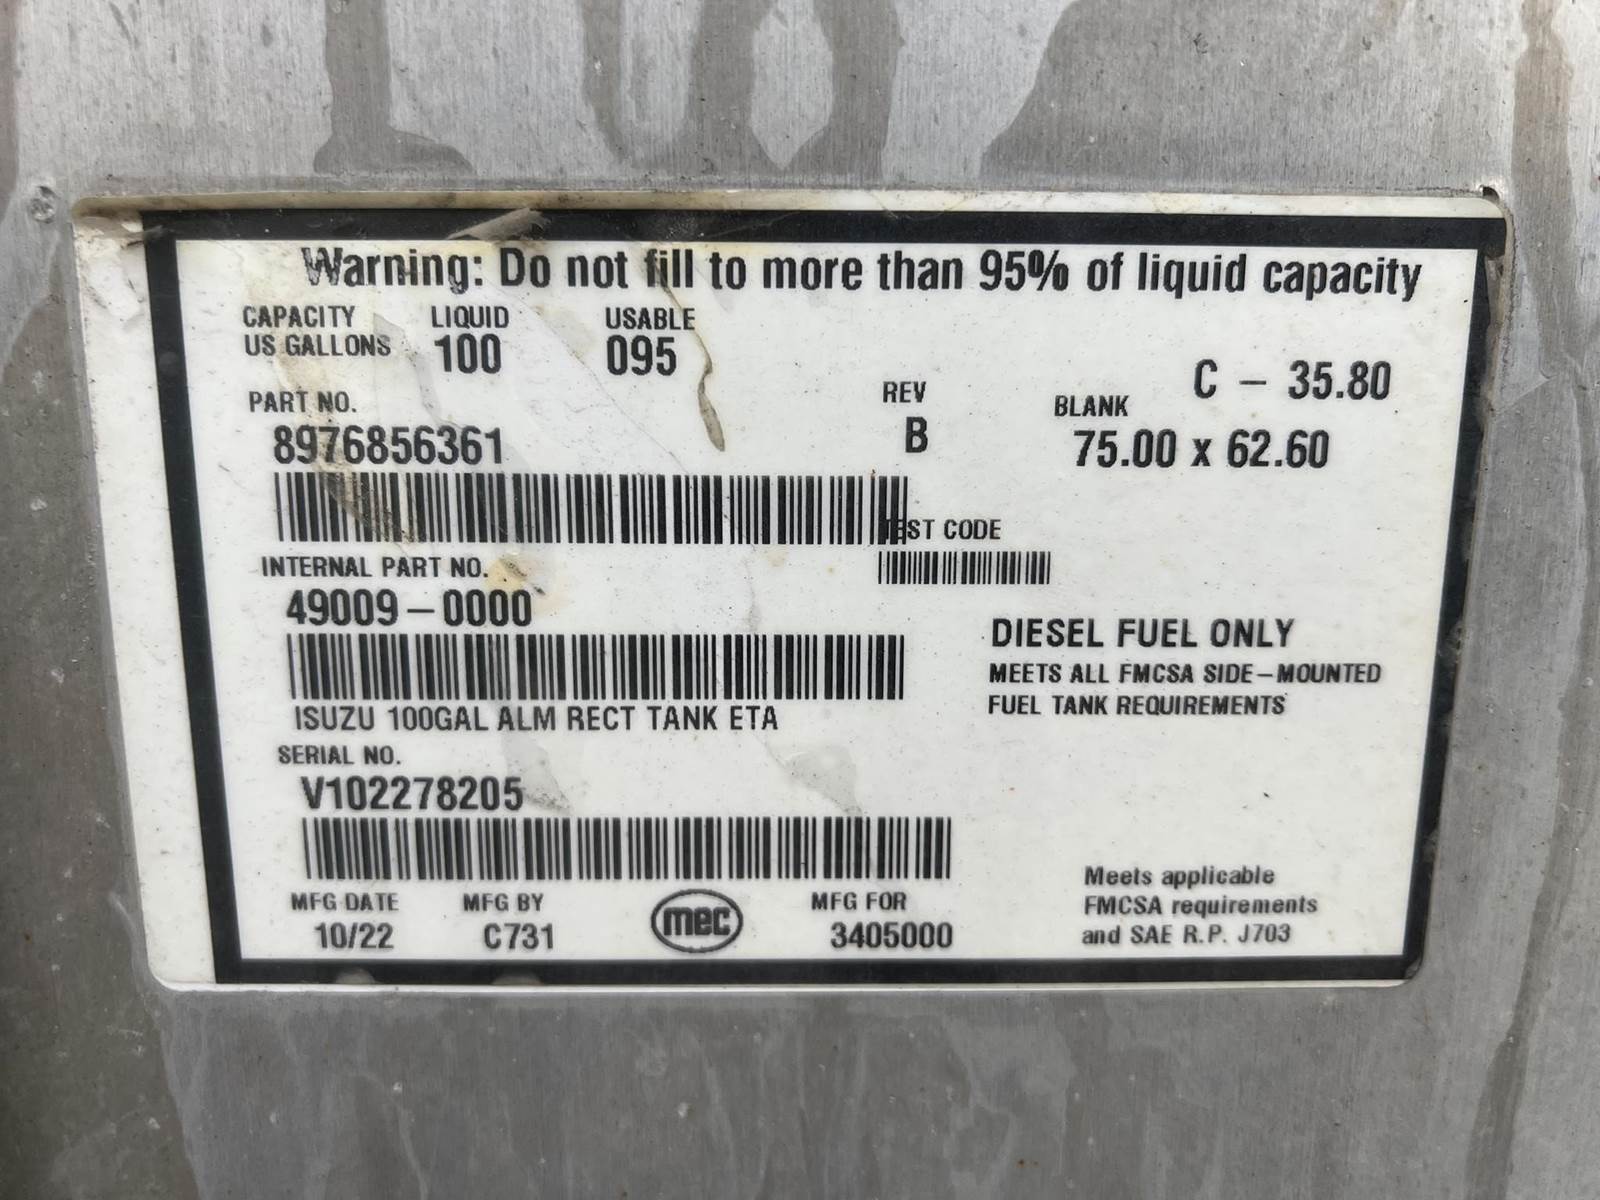 Warning: Do not fill to more than 95% of liquid capacity
CAPACITY LIQUID USABLE
US GALLONS 100 095
C - 35.80
PART NO. REV BLANK
8976856361 B 75.00 x 62.60
TEST CODE
INTERNAL PART NO.
49009-0000
DIESEL FUEL ONLY
MEETS ALL FMCSA SIDE-MOUNTED
FUEL TANK REQUIREMENTS
ISUZU 100GAL ALM RECT TANK ETA
SERIAL NO.
V102278205
MFG DATE MFG BY mec MFG FOR
10/22 C731 3405000
Meets applicable
FMCSA requirements
and SAE R.P. J703